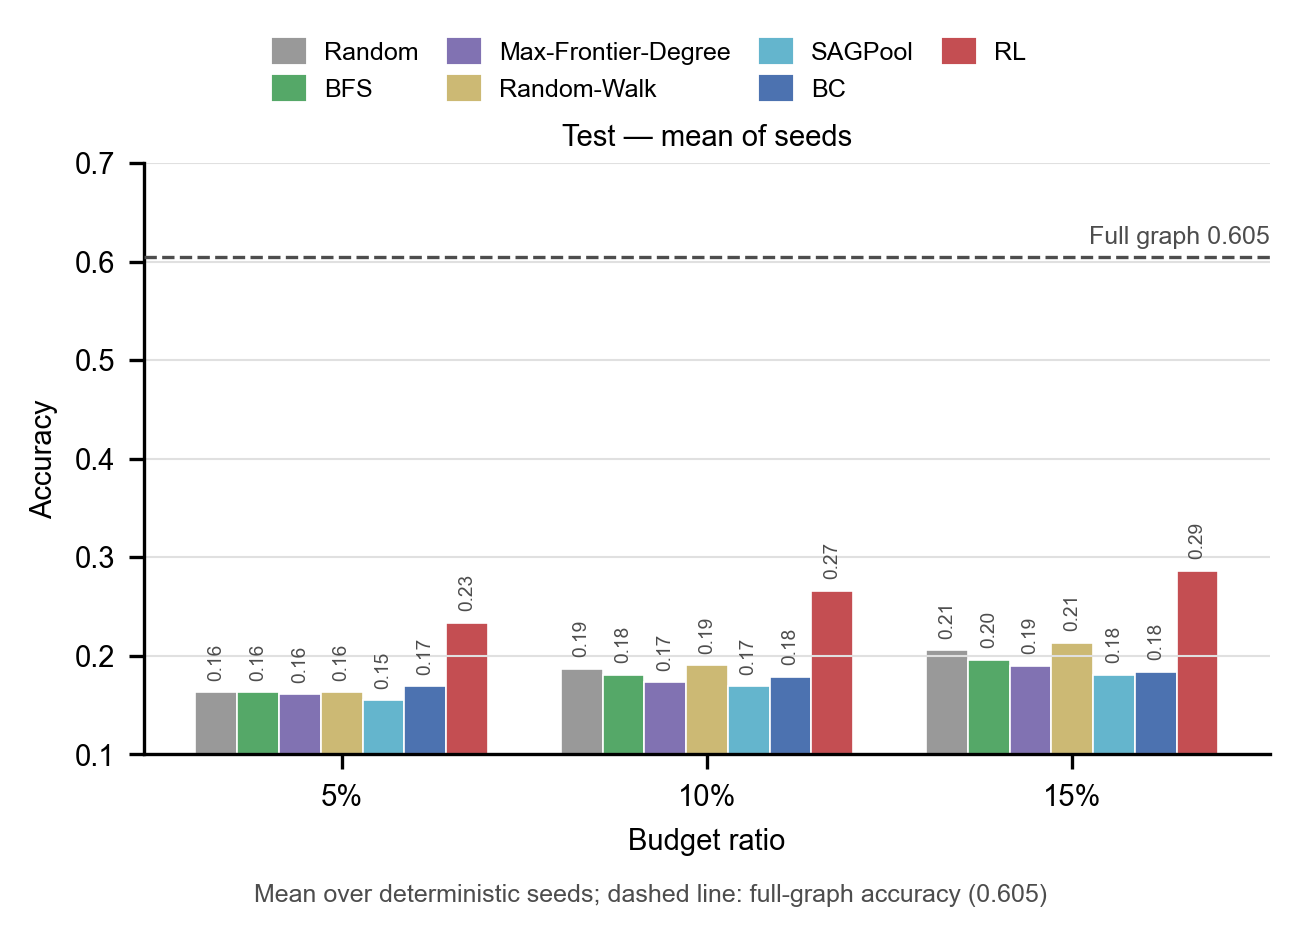 Random Max-Frontier-Degree SAGPool RL
BFS Random-Walk BC
Test — mean of seeds
0.7
Full graph 0.605
0.6
0.5
0.4
0.3
0.2
0.1
Accuracy
0.16 0.16 0.16 0.16 0.15 0.17 0.23
0.19 0.18 0.17 0.19 0.17 0.18 0.27
0.21 0.20 0.19 0.21 0.18 0.18 0.29
5% 10% 15%
Budget ratio
Mean over deterministic seeds; dashed line: full-graph accuracy (0.605)